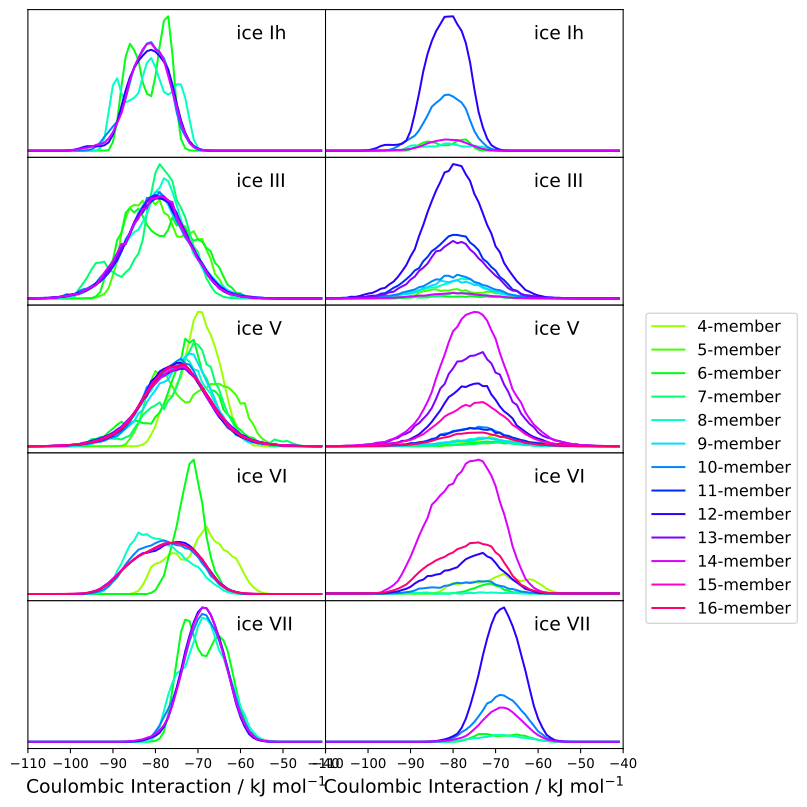 ice Ih ice Ih
ice III ice III
ice V ice V
4-member
5-member
6-member
7-member
8-member
9-member
10-member
11-member
12-member
13-member
14-member
15-member
16-member
ice VI ice VI
ice VII ice VII
−110 −100 −90 −80 −70 −60 −50 −40
−110 −100 −90 −80 −70 −60 −50 −40
Coulombic Interaction / kJ mol⁻¹ Coulombic Interaction / kJ mol⁻¹